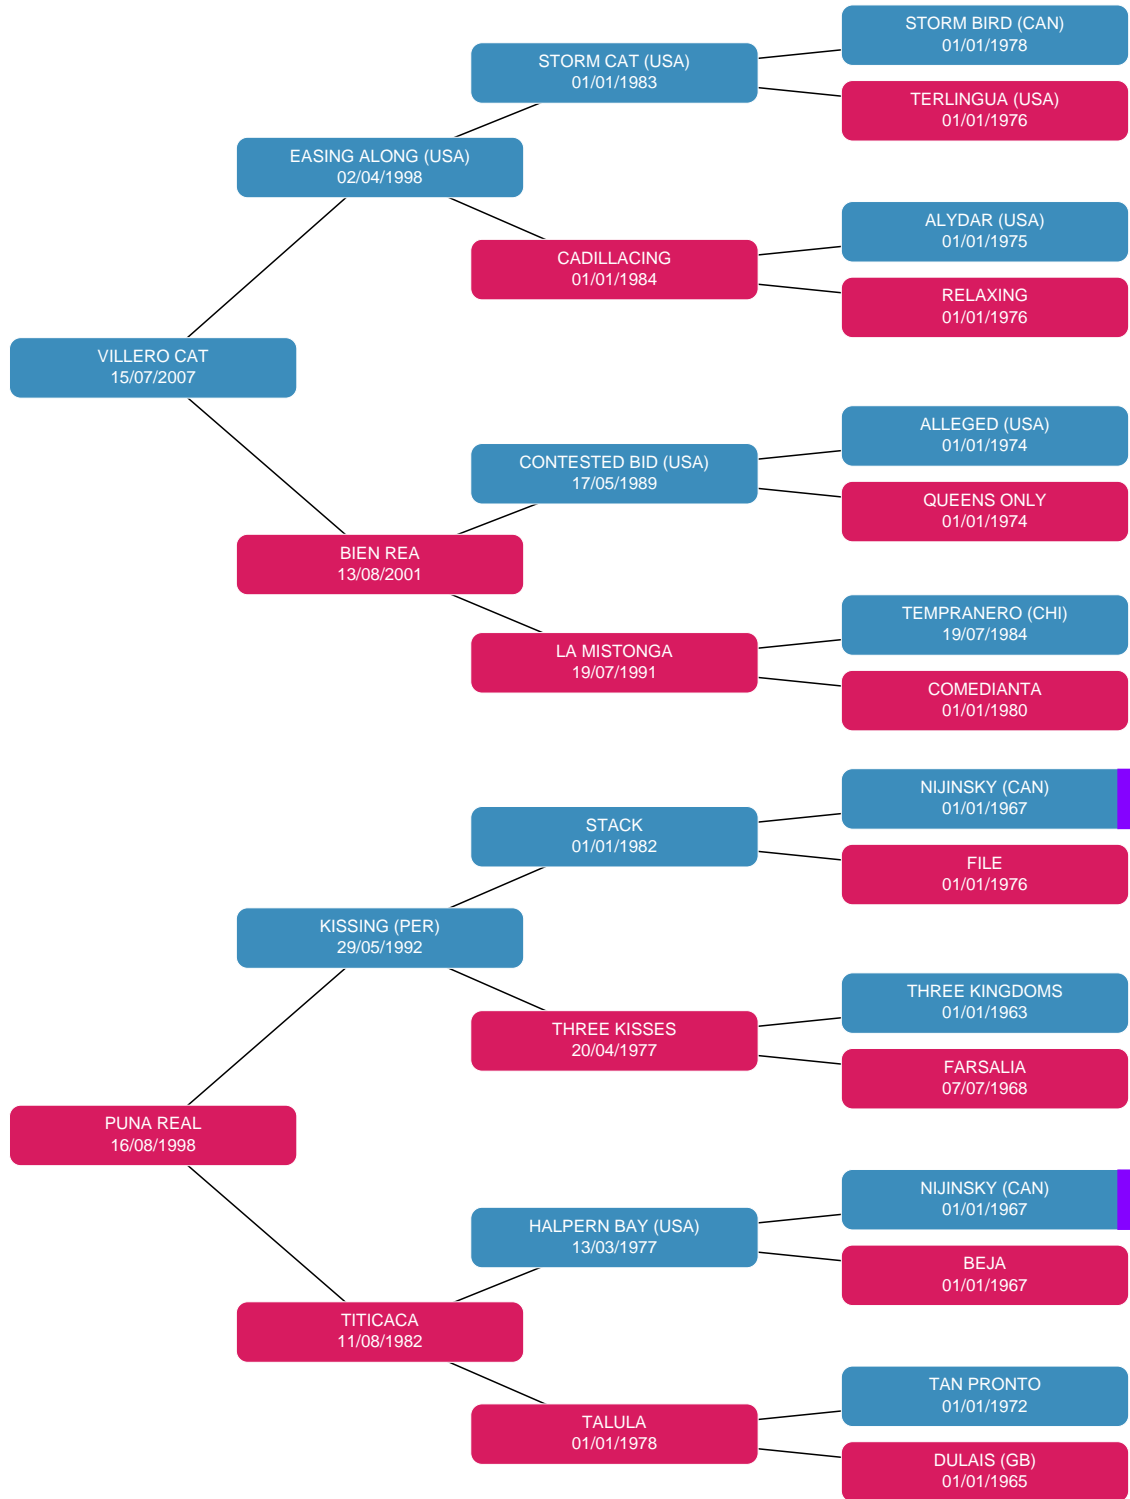 STORM BIRD (CAN)
01/01/1978
STORM CAT (USA)
01/01/1983
TERLINGUA (USA)
01/01/1976
EASING ALONG (USA)
02/04/1998
ALYDAR (USA)
01/01/1975
CADILLACING
01/01/1984
RELAXING
01/01/1976
VILLERO CAT
15/07/2007
ALLEGED (USA)
01/01/1974
CONTESTED BID (USA)
17/05/1989
QUEENS ONLY
01/01/1974
BIEN REA
13/08/2001
TEMPRANERO (CHI)
19/07/1984
LA MISTONGA
19/07/1991
COMEDIANTA
01/01/1980
NIJINSKY (CAN)
01/01/1967
STACK
01/01/1982
FILE
01/01/1976
KISSING (PER)
29/05/1992
THREE KINGDOMS
01/01/1963
THREE KISSES
20/04/1977
FARSALIA
07/07/1968
PUNA REAL
16/08/1998
NIJINSKY (CAN)
01/01/1967
HALPERN BAY (USA)
13/03/1977
BEJA
01/01/1967
TITICACA
11/08/1982
TAN PRONTO
01/01/1972
TALULA
01/01/1978
DULAIS (GB)
01/01/1965